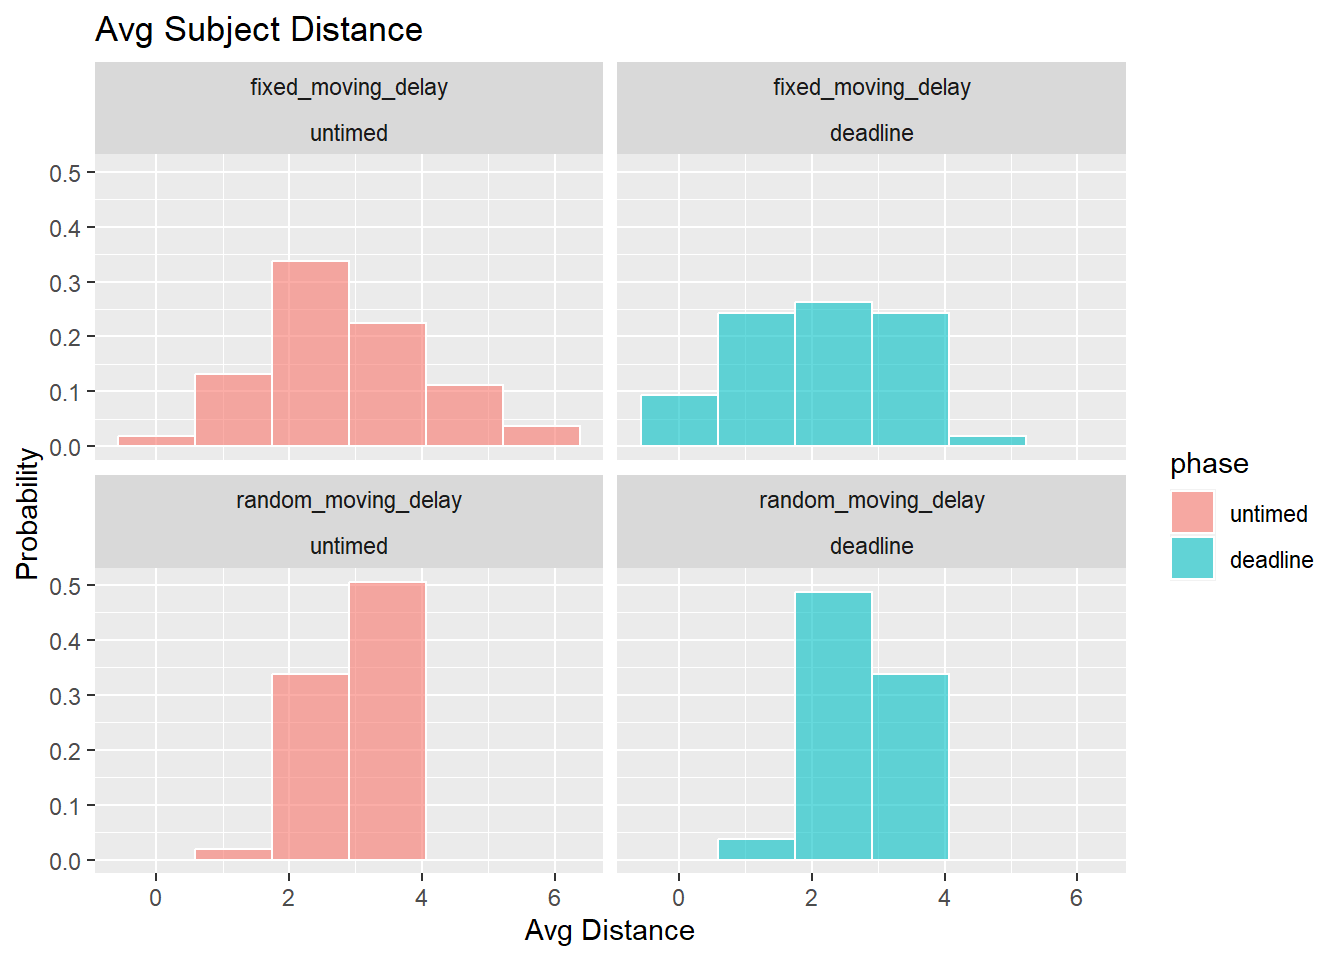 Avg Subject Distance
fixed_moving_delay
untimed
fixed_moving_delay
deadline
0.5
0.4
0.3
0.2
0.1
0.0
random_moving_delay
untimed
random_moving_delay
deadline
0.5
0.4
0.3
0.2
0.1
0.0
0 2 4 6
0 2 4 6
Avg Distance
Probability
phase
untimed
deadline